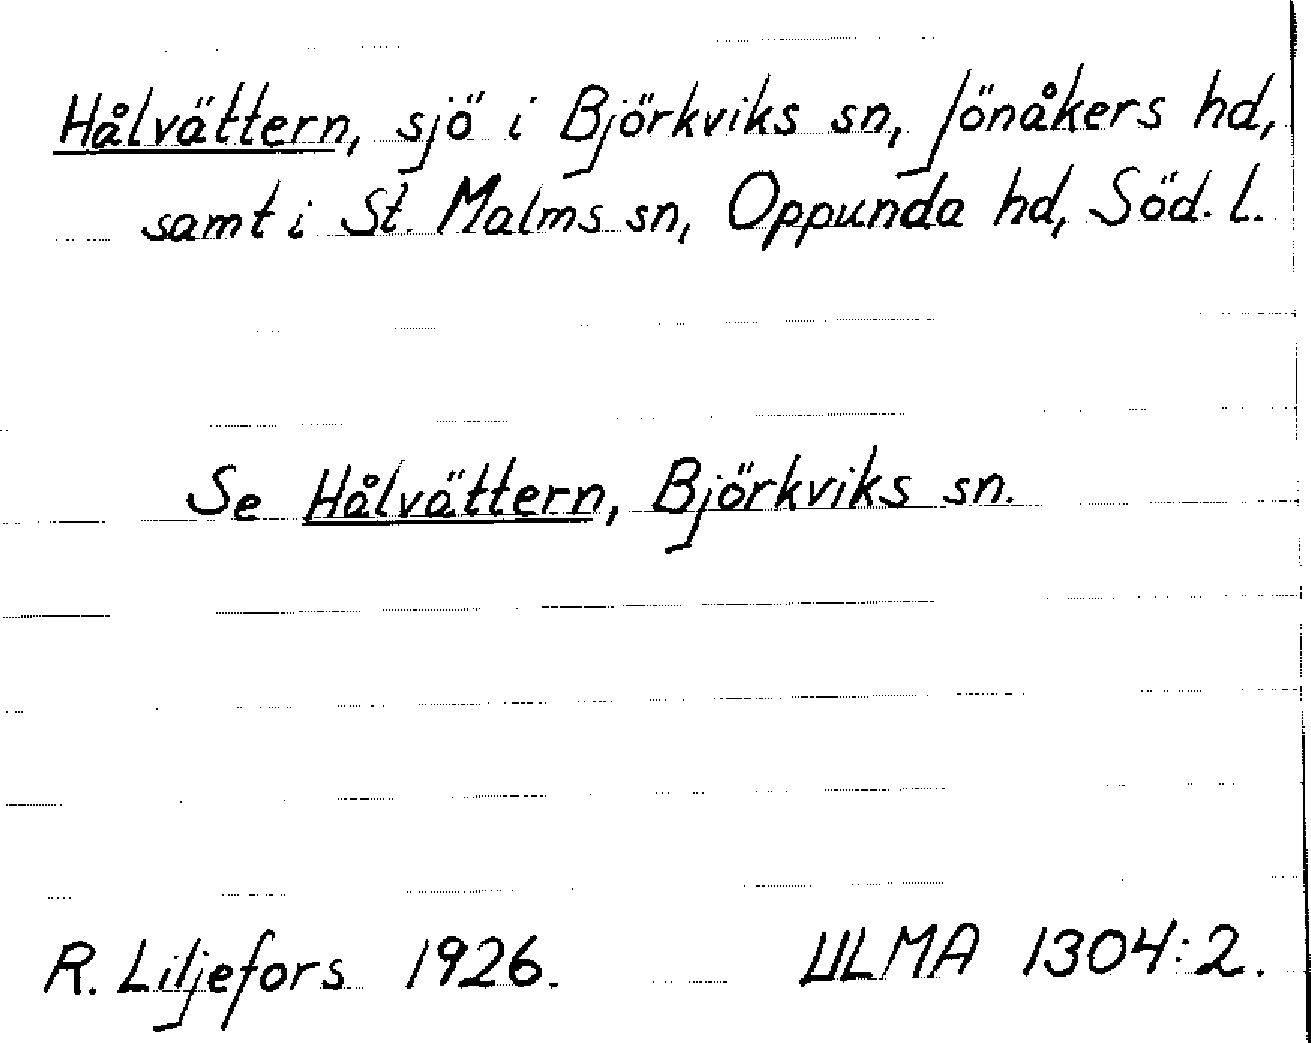 Hålvättern, sjö i Björkviks sn, Jönåkers hd,
samt i St. Malms sn, Oppunda hd, Söd. l.
Se Hålvättern, Björkviks sn.
R. Liljefors 1926. ULMA 1304:2.